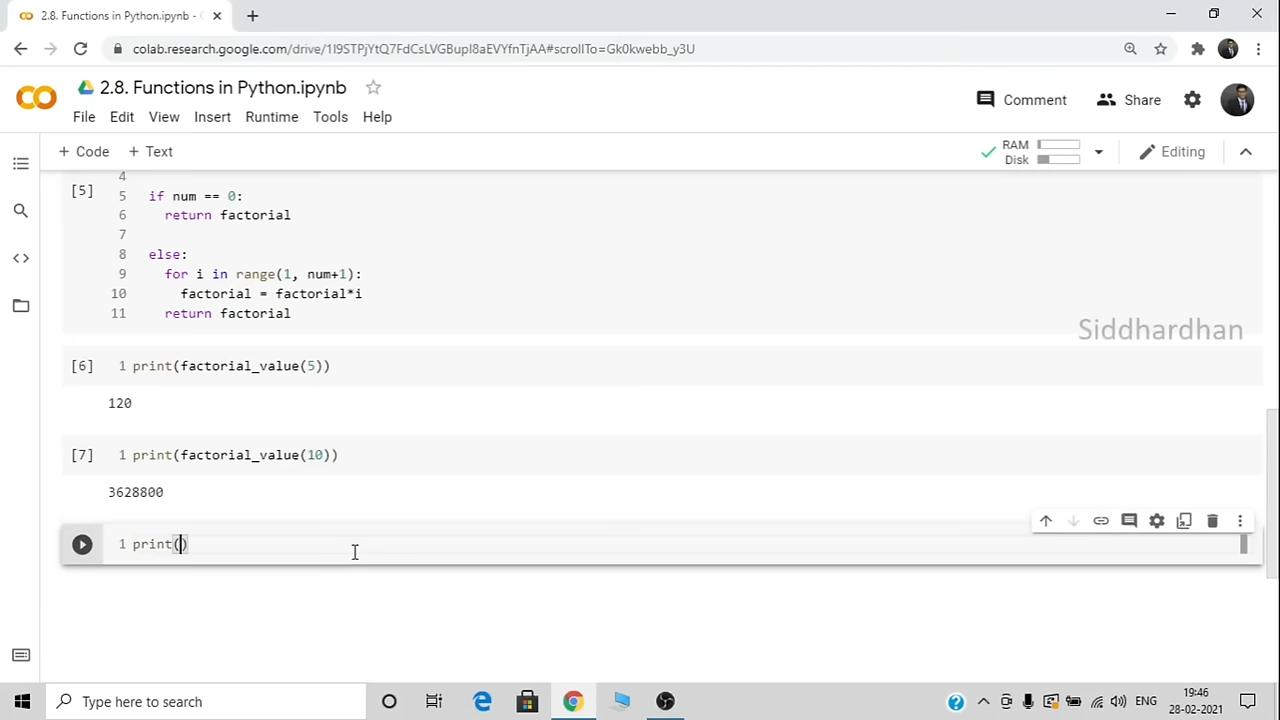 2.8. Functions in Python.ipynb - C
colab.research.google.com/drive/1I9STPjYtQ7FdCsLVGBupI8aEVYfnTjAA#scrollTo=Gk0kwebb_y3U
2.8. Functions in Python.ipynb
File Edit View Insert Runtime Tools Help
Comment Share
+ Code + Text
RAM
Disk
Editing
[5]
4
5 if num == 0:
6 return factorial
7
8 else:
9 for i in range(1, num+1):
10 factorial = factorial*i
11 return factorial
Siddhardhan
[6] 1 print(factorial_value(5))
120
[7] 1 print(factorial_value(10))
3628800
1 print()
Type here to search
ENG
19:46
28-02-2021